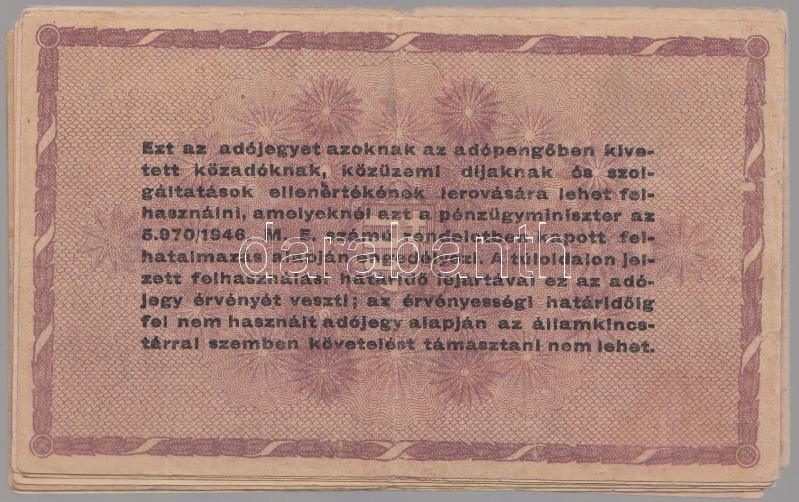 Ezt az adójegyet azoknak az adópengőben kive-
tett közadóknak, közüzemi díjaknak és szol-
gáltatások ellenértékének lerovására lehet fel-
használni, amelyeknél azt a pénzügyminiszter az
5.970/1946. M. E. számú rendeletben kapott fel-
hatalmazás alapján engedélyezi. A túloldalon jel-
zett felhasználási határidő lejártával ez az adó-
jegy érvényét veszti; az érvényességi határidőig
fel nem használt adójegy alapján az államkincs-
tárral szemben követelést támasztani nem lehet.
darabanth